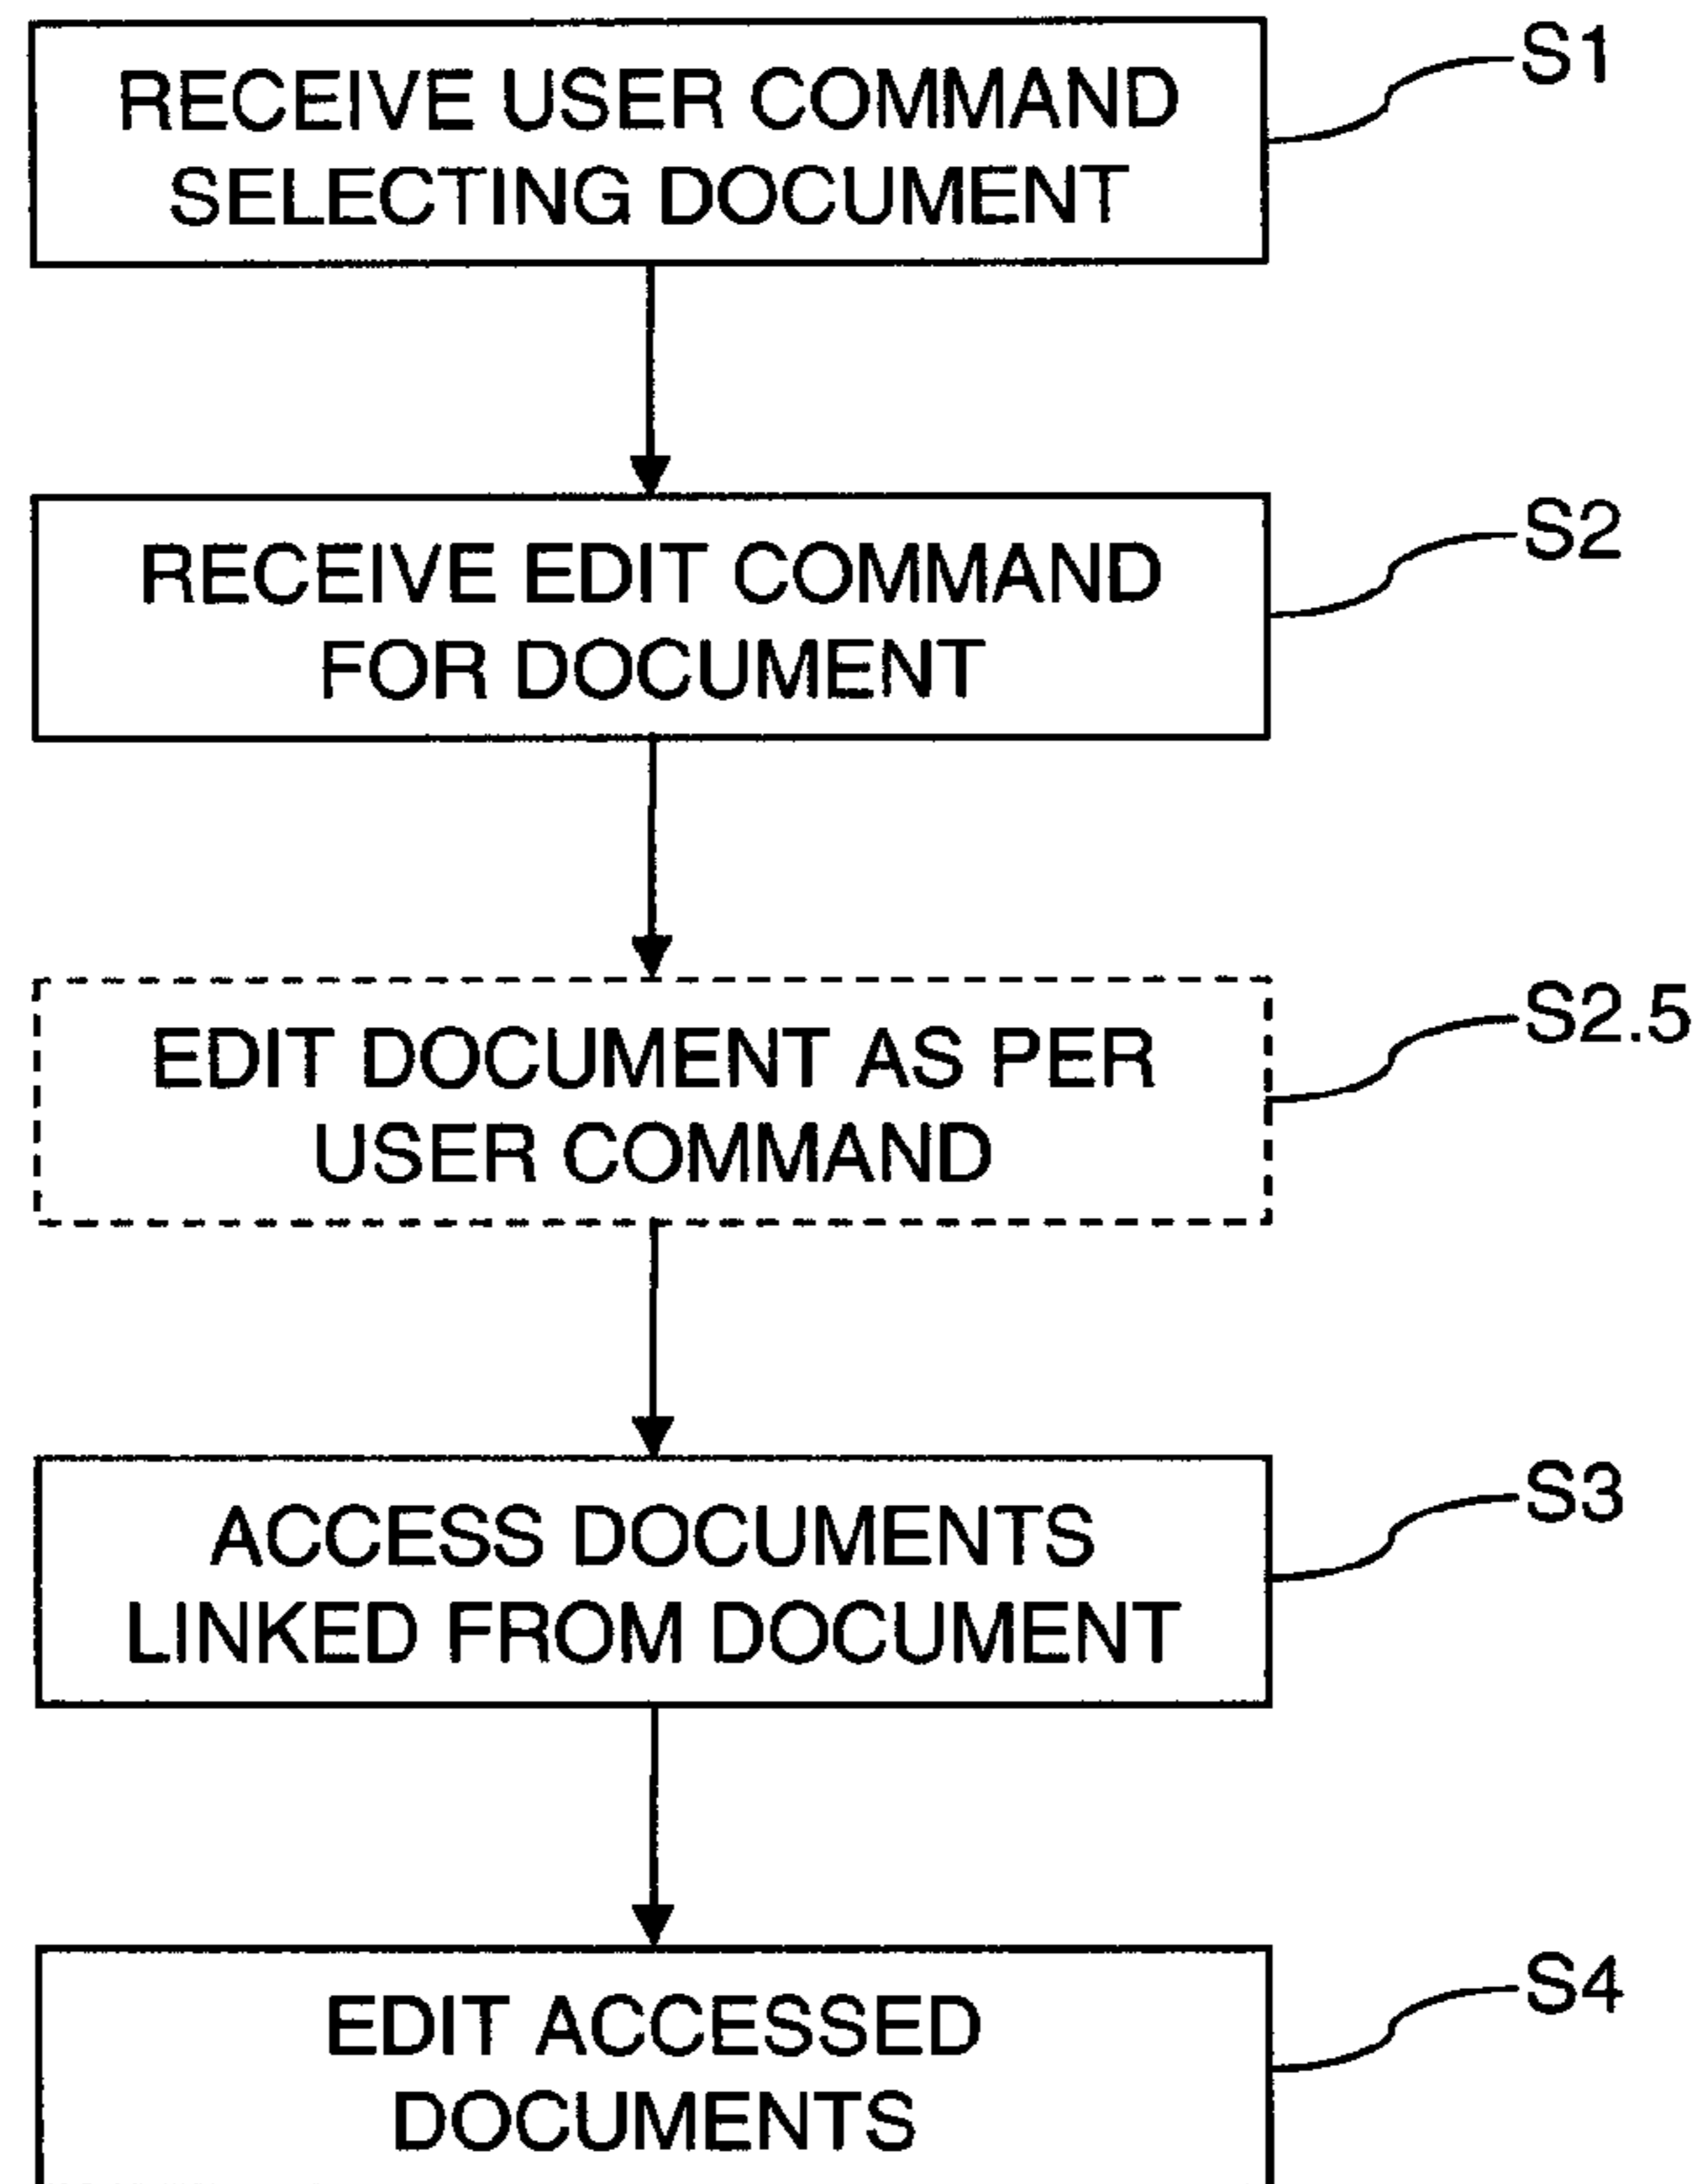 RECEIVE USER COMMAND
SELECTING DOCUMENT
S1
RECEIVE EDIT COMMAND
FOR DOCUMENT
S2
EDIT DOCUMENT AS PER
USER COMMAND
S2.5
ACCESS DOCUMENTS
LINKED FROM DOCUMENT
S3
EDIT ACCESSED
DOCUMENTS
S4